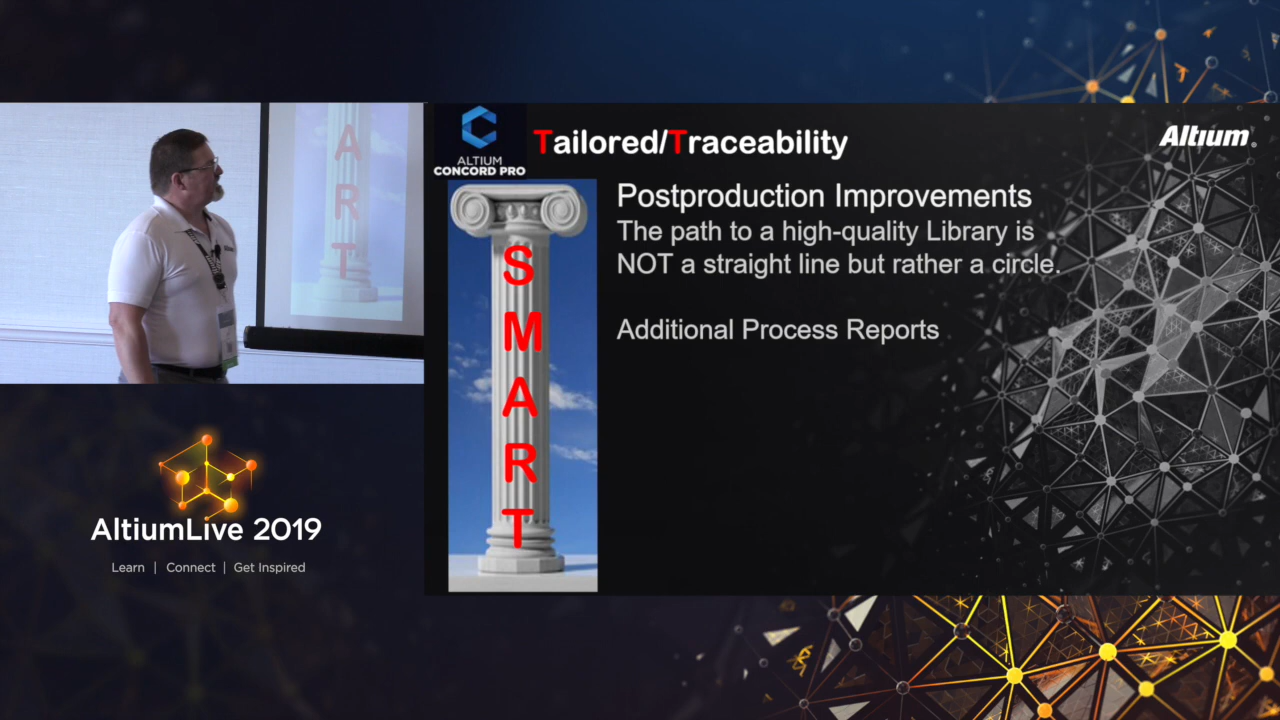 A
R
T
ALTIUM
CONCORD PRO
Tailored/Traceability
Altium®
Postproduction Improvements
The path to a high-quality Library is
NOT a straight line but rather a circle.
Additional Process Reports
S
M
A
R
T
AltiumLive 2019
Learn | Connect | Get Inspired